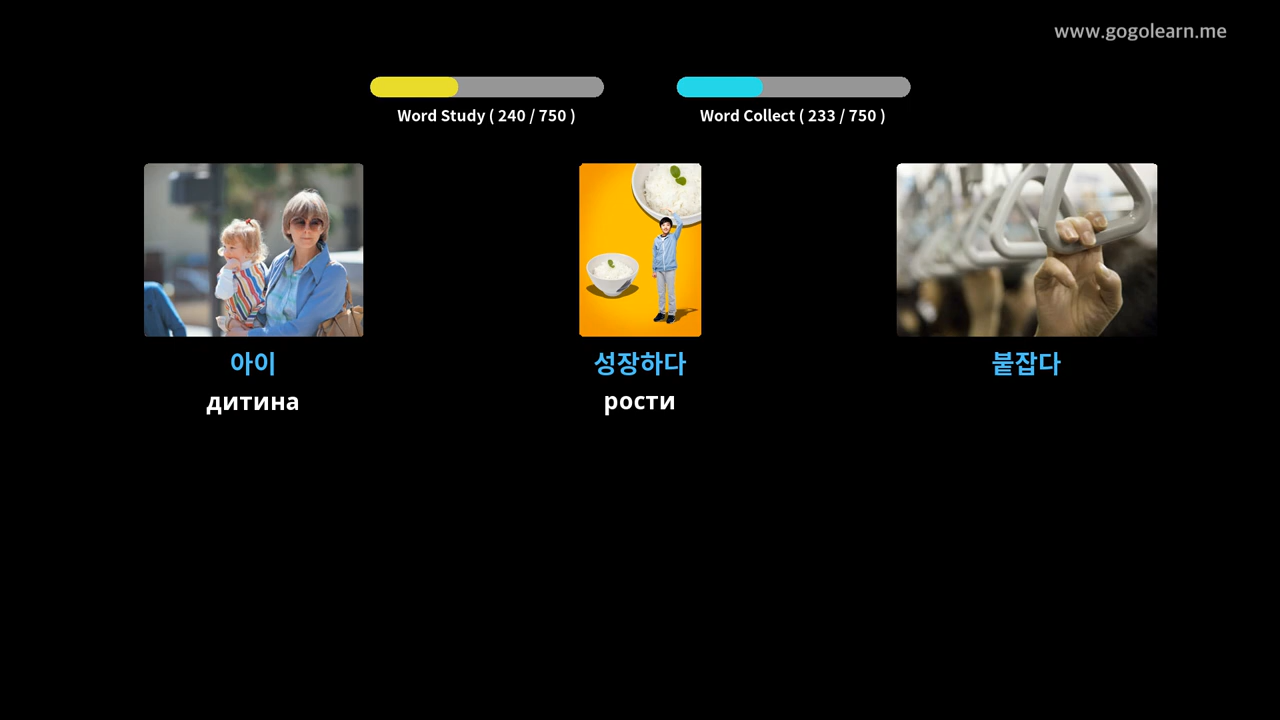 www.gogolearn.me
Word Study ( 240 / 750 )
Word Collect ( 233 / 750 )
아이
성장하다
붙잡다
дитина
рости